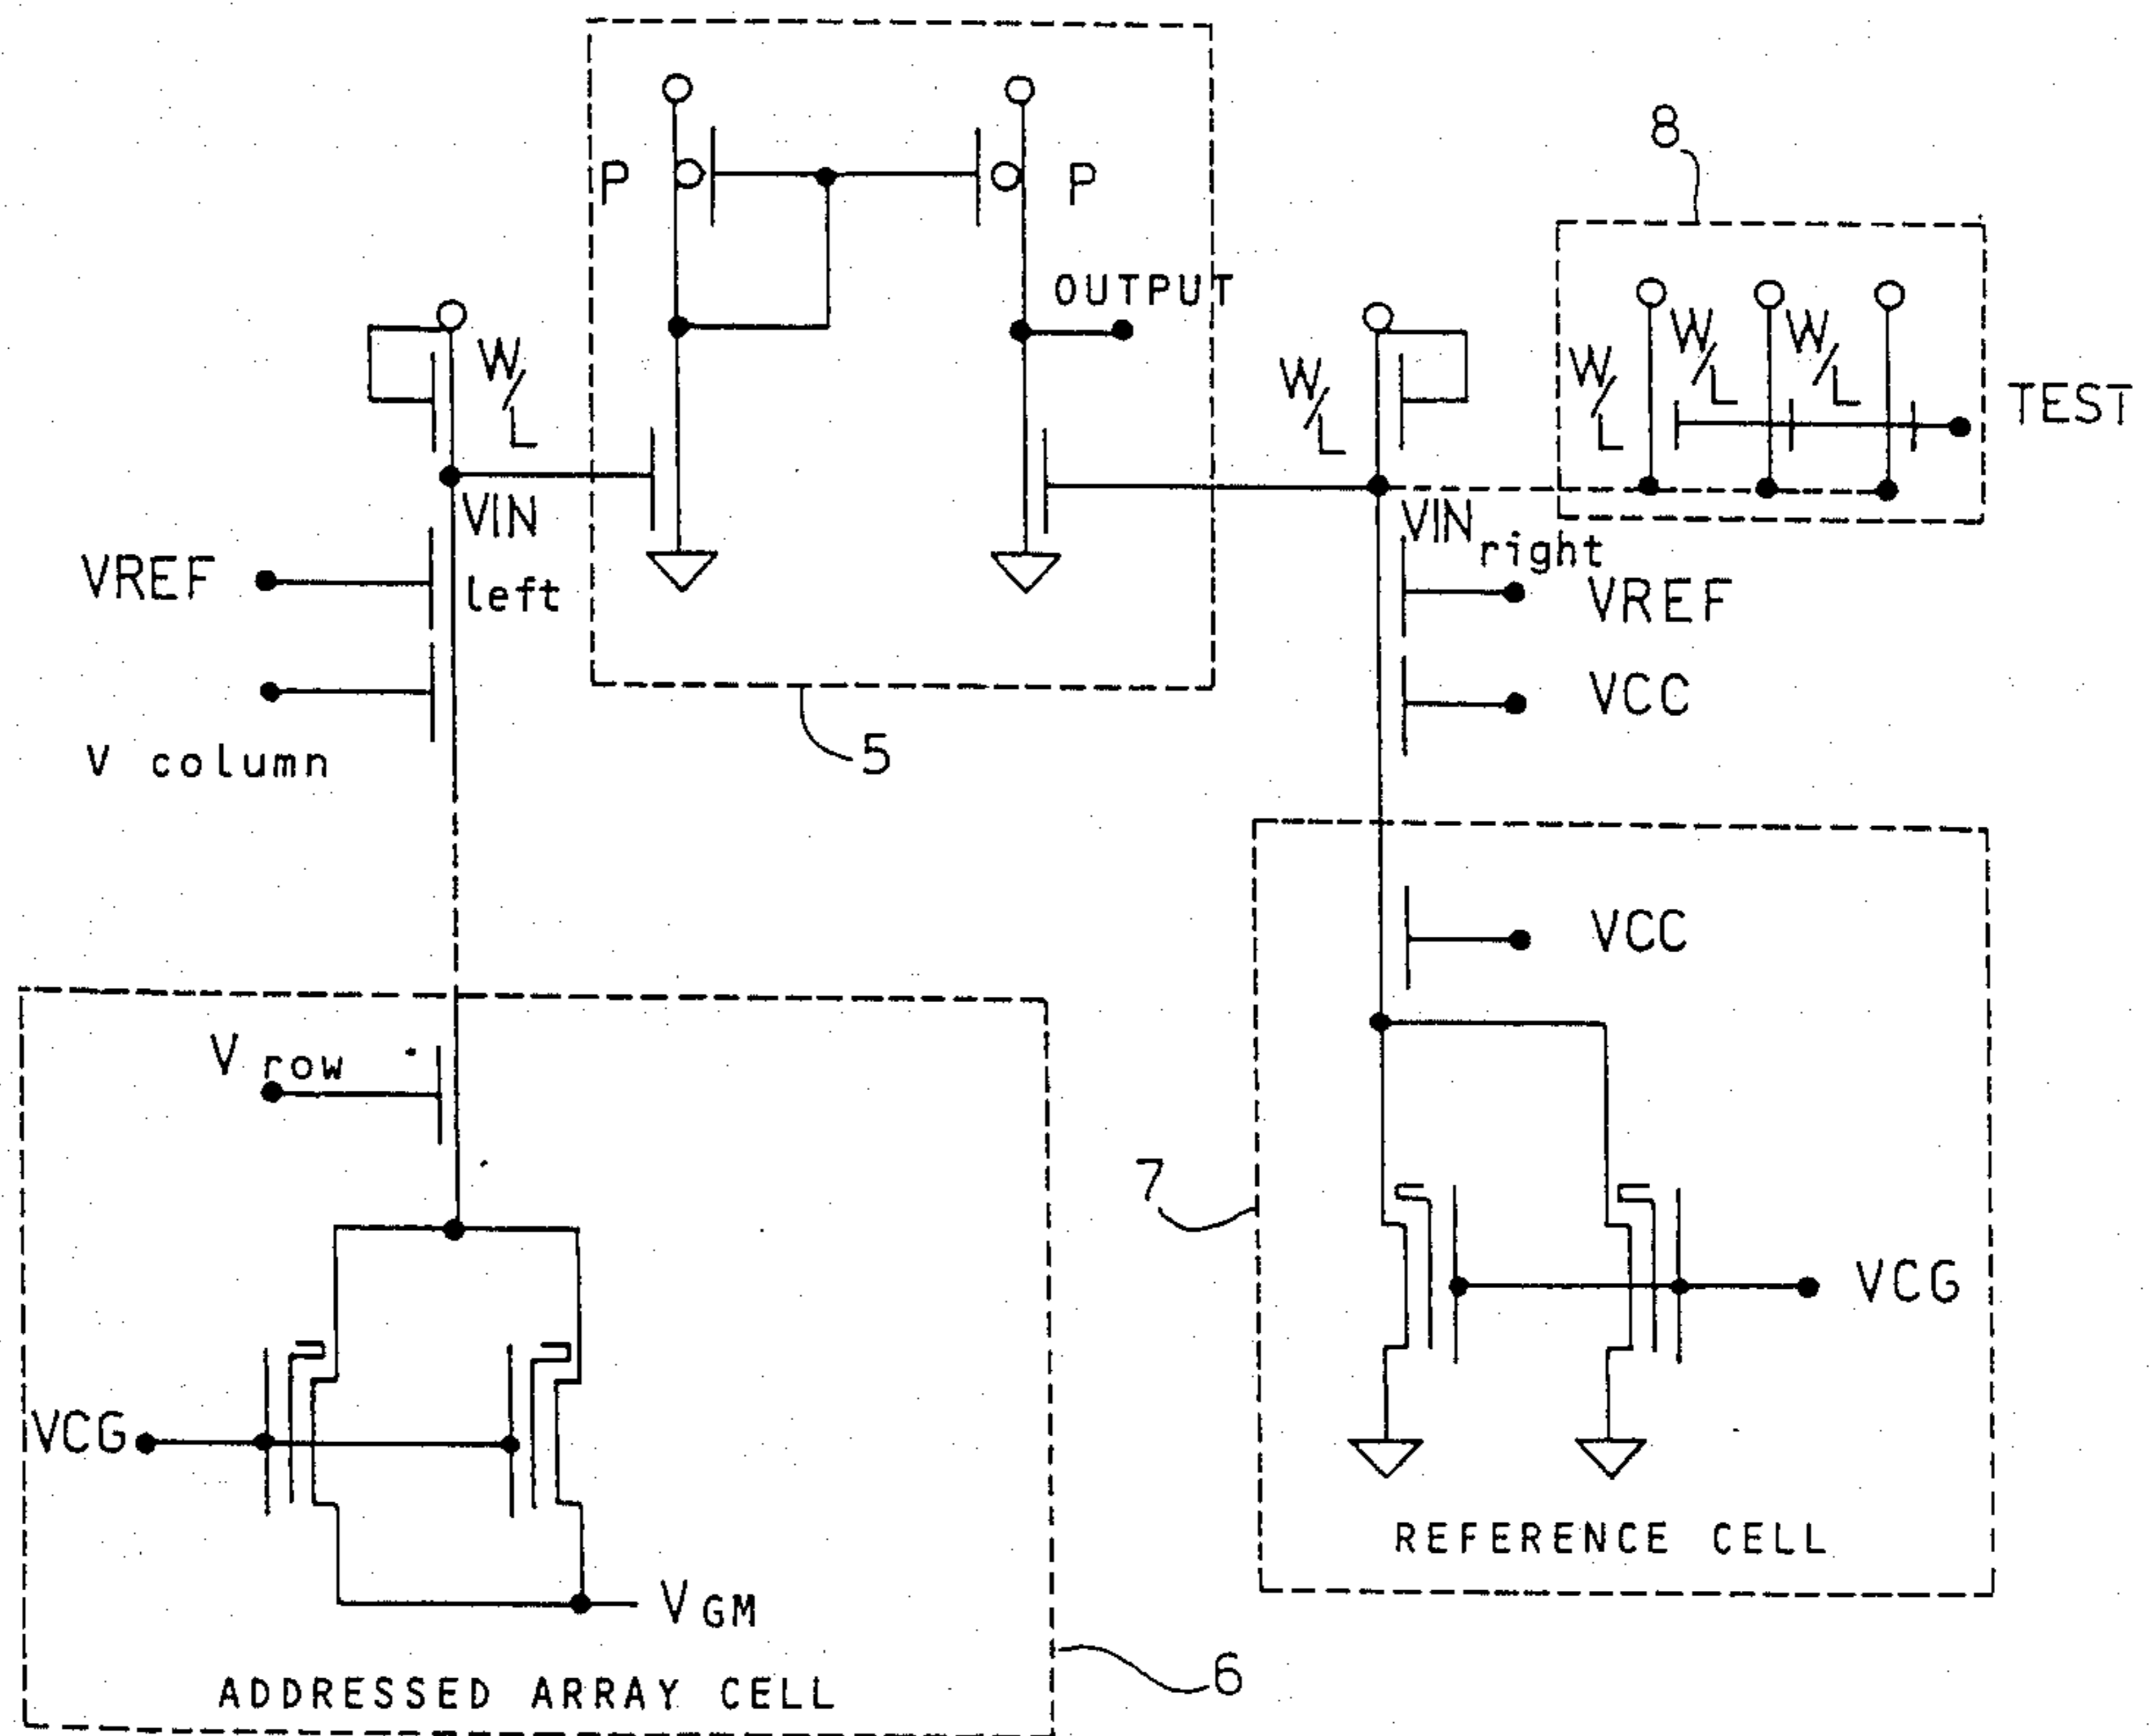 8
P
P
OUTPUT
W/L
W/L
W/L
W/L
W/L
TEST
VIN left
VIN right
VREF
VREF
V column
VCC
5
VCC
V row
7
VCG
VCG
REFERENCE CELL
V GM
6
ADDRESSED ARRAY CELL